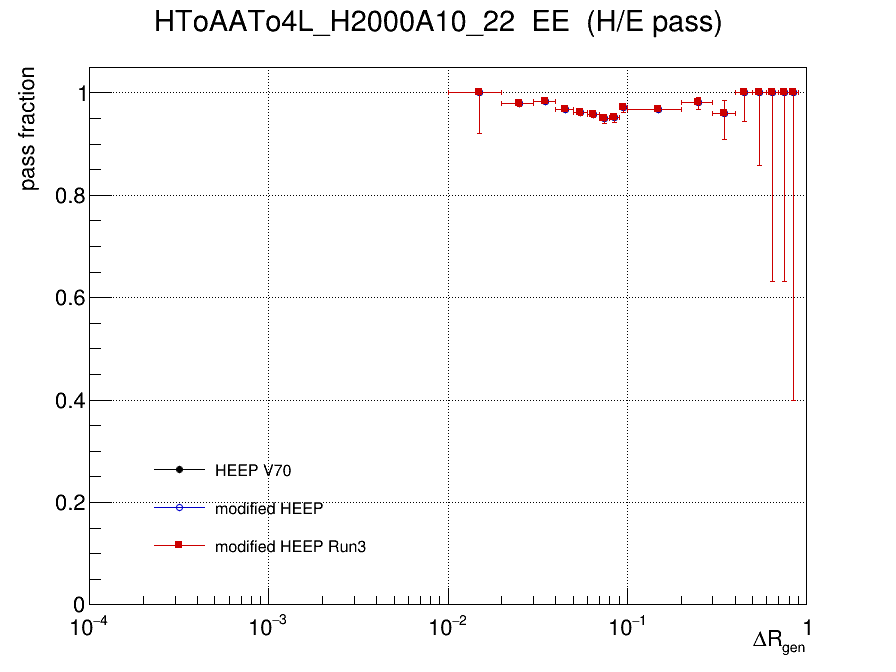 HToAATo4L_H2000A10_22 EE (H/E pass)
pass fraction
1
0.8
0.6
0.4
0.2
0
HEEP V70
modified HEEP
modified HEEP Run3
10⁻⁴ 10⁻³ 10⁻² 10⁻¹ 1
ΔR_gen